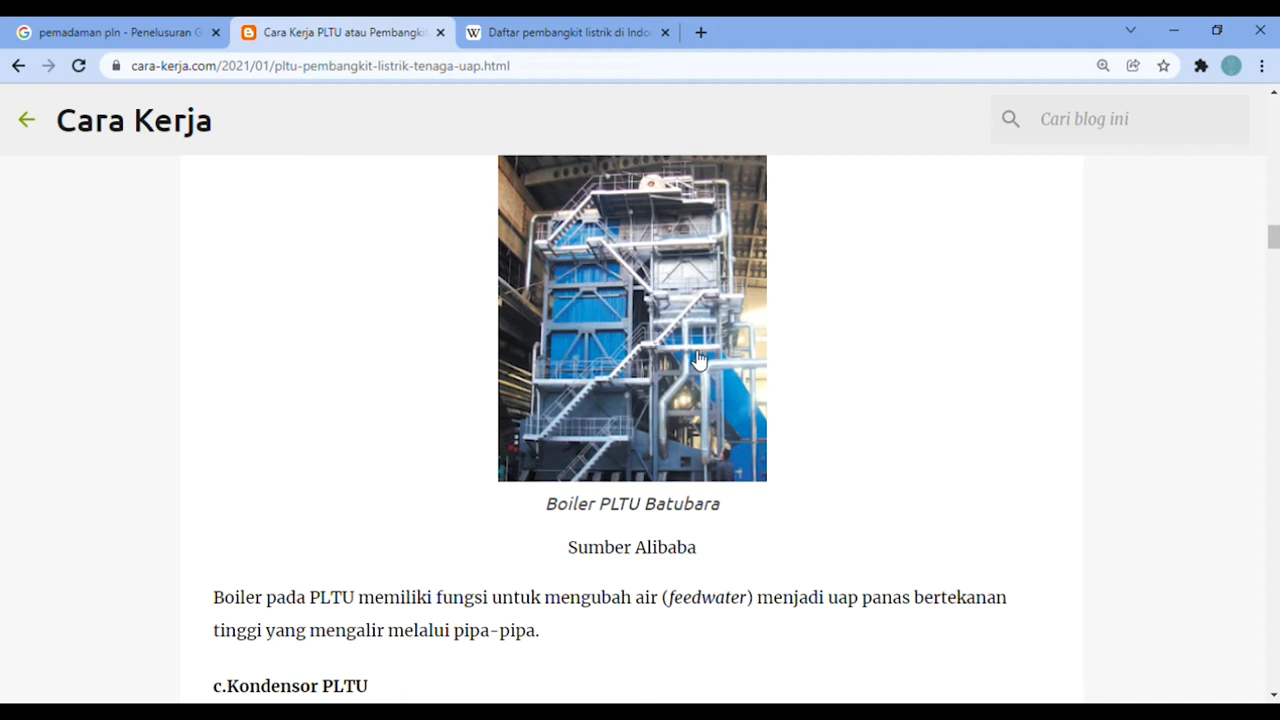 pemadaman pln - Penelusuran G
Cara Kerja PLTU atau Pembangkit
Daftar pembangkit listrik di Indo
cara-kerja.com/2021/01/pltu-pembangkit-listrik-tenaga-uap.html
Cara Kerja
Cari blog ini
Boiler PLTU Batubara
Sumber Alibaba
Boiler pada PLTU memiliki fungsi untuk mengubah air (feedwater) menjadi uap panas bertekanan
tinggi yang mengalir melalui pipa-pipa.
c.Kondensor PLTU